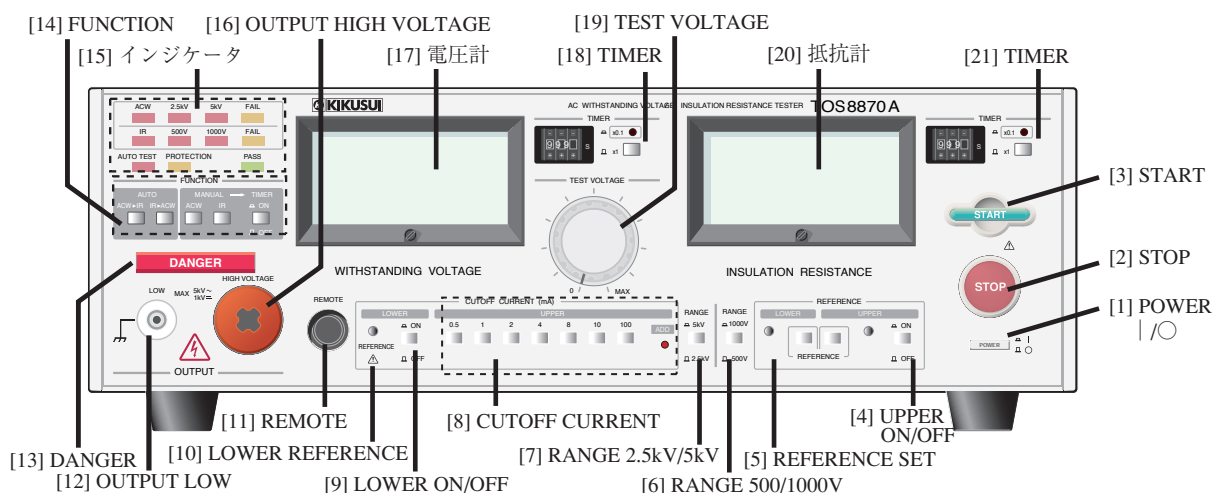 [14] FUNCTION
[16] OUTPUT HIGH VOLTAGE
[19] TEST VOLTAGE
[15] インジケータ
[17] 電圧計
[18] TIMER
[20] 抵抗計
[21] TIMER
ACW 2.5kV 5kV FAIL
IR 500V 1000V FAIL
AUTO TEST PROTECTION PASS
KIKUSUI
AC WITHSTANDING VOLTAGE INSULATION RESISTANCE TESTER TOS8870A
TIMER
x0.1
S
x1
TIMER
x0.1
S
x1
FUNCTION
AUTO MANUAL TIMER
ACW▸IR IR▸ACW ACW IR ON
OFF
TEST VOLTAGE
0 MAX
[3] START
START
DANGER
WITHSTANDING VOLTAGE
INSULATION RESISTANCE
[2] STOP
STOP
LOW MAX 5kV 1kV HIGH VOLTAGE
OUTPUT
REMOTE
CUTOFF CURRENT (mA)
LOWER UPPER
ON 0.5 1 2 4 8 10 100 ADD
REFERENCE
OFF
RANGE
5kV
2.5kV
RANGE
1000V
500V
REFERENCE
LOWER UPPER
ON
REFERENCE
OFF
[1] POWER
|/○
POWER | ○
[11] REMOTE
[8] CUTOFF CURRENT
[4] UPPER
ON/OFF
[13] DANGER
[10] LOWER REFERENCE
[7] RANGE 2.5kV/5kV
[5] REFERENCE SET
[12] OUTPUT LOW
[9] LOWER ON/OFF
[6] RANGE 500/1000V